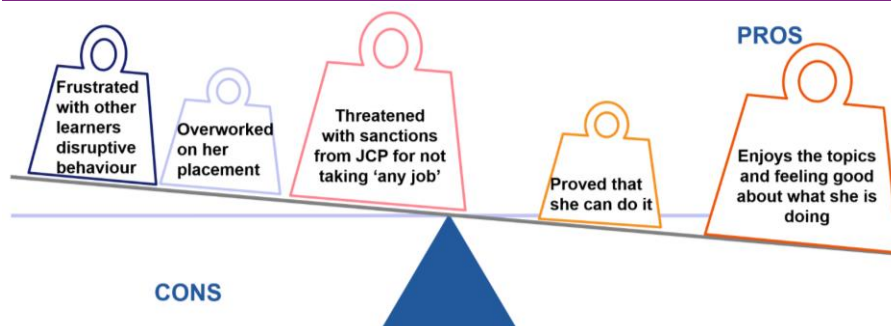 PROS
Frustrated
with other
learners
disruptive
behaviour
Overworked
on her
placement
Threatened
with sanctions
from JCP for not
taking ‘any job’
Proved that
she can do it
Enjoys the topics
and feeling good
about what she is
doing
CONS